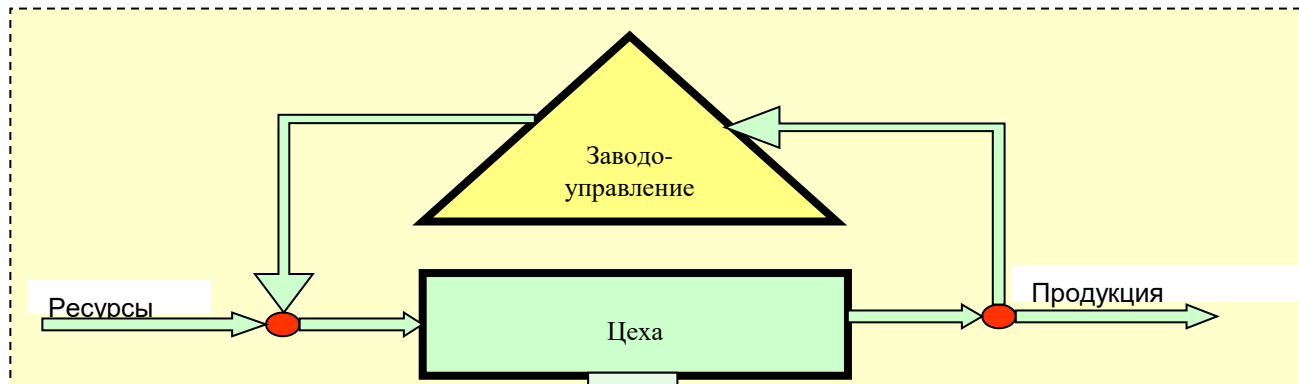 Заводо-
управление
Ресурсы
Продукция
Цеха